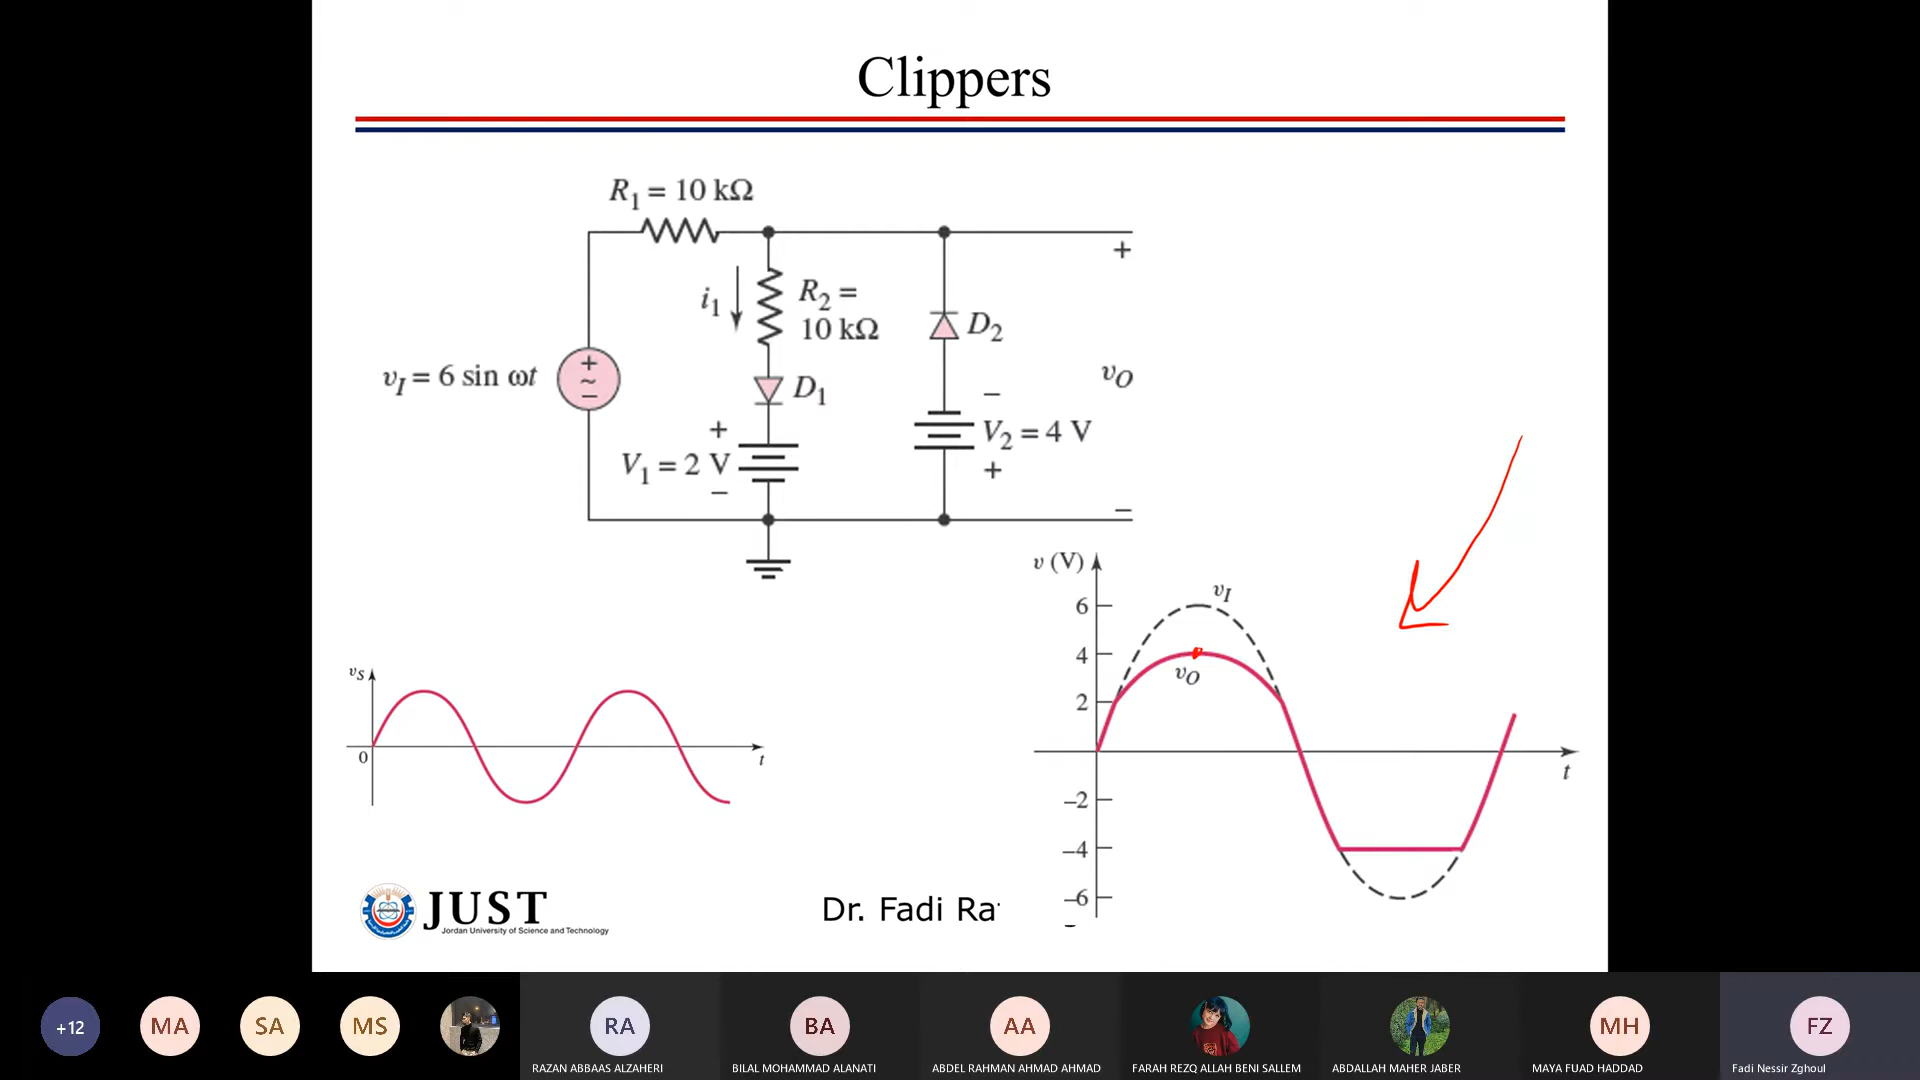 Clippers
R1 = 10 kΩ
+
i1
R2 =
10 kΩ
D2
vI = 6 sin ωt
+
~
−
D1
vO
−
+
V1 = 2 V
−
V2 = 4 V
+
−
v (V)
vI
6
4
vO
2
t
−2
−4
−6
vS
0
t
JUST
Jordan University of Science and Technology
Dr. Fadi Ra
+12
MA
SA
MS
RA
BA
AA
MH
FZ
RAZAN ABBAAS ALZAHERI
BILAL MOHAMMAD ALANATI
ABDEL RAHMAN AHMAD AHMAD
FARAH REZQ ALLAH BENI SALLEM
ABDALLAH MAHER JABER
MAYA FUAD HADDAD
Fadi Nessir Zghoul